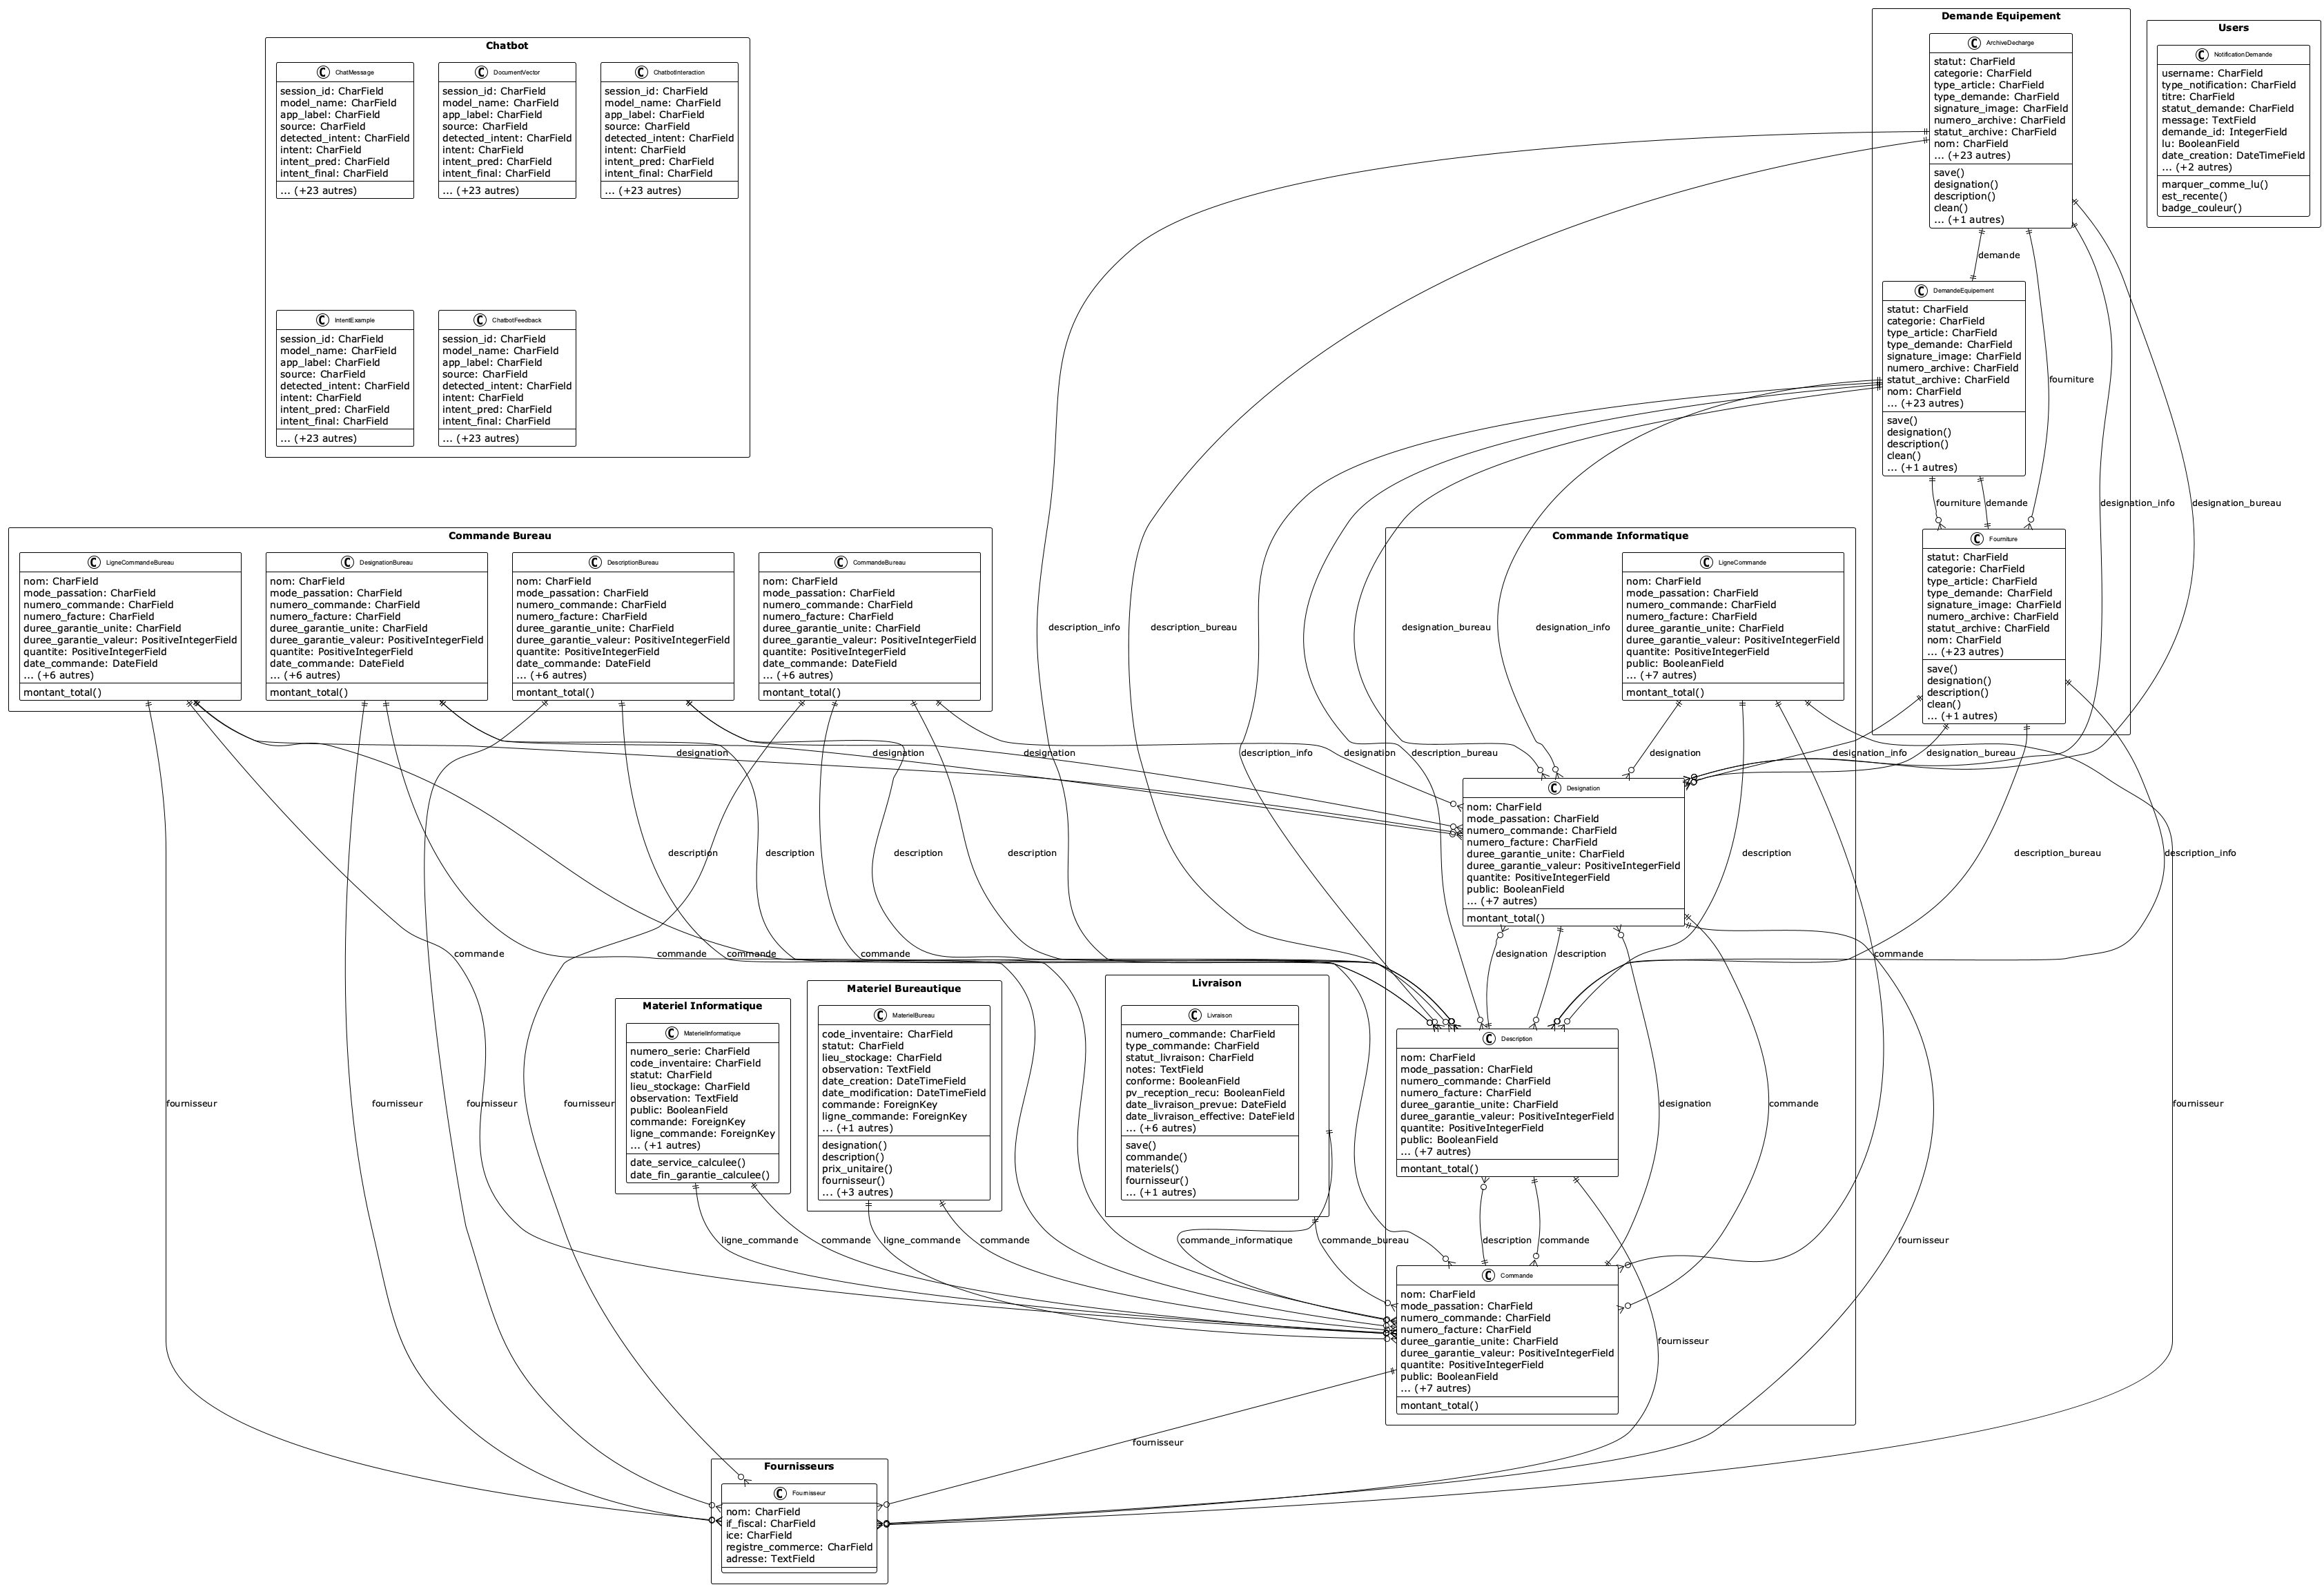 Chatbot
ChatMessage
session_id: CharField
model_name: CharField
app_label: CharField
source: CharField
detected_intent: CharField
intent: CharField
intent_pred: CharField
intent_final: CharField
... (+23 autres)
DocumentVector
session_id: CharField
model_name: CharField
app_label: CharField
source: CharField
detected_intent: CharField
intent: CharField
intent_pred: CharField
intent_final: CharField
... (+23 autres)
ChatbotInteraction
session_id: CharField
model_name: CharField
app_label: CharField
source: CharField
detected_intent: CharField
intent: CharField
intent_pred: CharField
intent_final: CharField
... (+23 autres)
IntentExample
session_id: CharField
model_name: CharField
app_label: CharField
source: CharField
detected_intent: CharField
intent: CharField
intent_pred: CharField
intent_final: CharField
... (+23 autres)
ChatbotFeedback
session_id: CharField
model_name: CharField
app_label: CharField
source: CharField
detected_intent: CharField
intent: CharField
intent_pred: CharField
intent_final: CharField
... (+23 autres)
Demande Equipement
ArchiveDecharge
statut: CharField
categorie: CharField
type_article: CharField
type_demande: CharField
signature_image: CharField
numero_archive: CharField
statut_archive: CharField
nom: CharField
... (+23 autres)
save()
designation()
description()
clean()
... (+1 autres)
demande
DemandeEquipement
statut: CharField
categorie: CharField
type_article: CharField
type_demande: CharField
signature_image: CharField
numero_archive: CharField
statut_archive: CharField
nom: CharField
... (+23 autres)
save()
designation()
description()
clean()
... (+1 autres)
fourniture
fourniture
demande
designation_info
designation_bureau
Fourniture
statut: CharField
categorie: CharField
type_article: CharField
type_demande: CharField
signature_image: CharField
numero_archive: CharField
statut_archive: CharField
nom: CharField
... (+23 autres)
save()
designation()
description()
clean()
... (+1 autres)
Users
NotificationDemande
username: CharField
type_notification: CharField
titre: CharField
statut_demande: CharField
message: TextField
demande_id: IntegerField
lu: BooleanField
date_creation: DateTimeField
... (+2 autres)
marquer_comme_lu()
est_recente()
badge_couleur()
Commande Bureau
LigneCommandeBureau
nom: CharField
mode_passation: CharField
numero_commande: CharField
numero_facture: CharField
duree_garantie_unite: CharField
duree_garantie_valeur: PositiveIntegerField
quantite: PositiveIntegerField
date_commande: DateField
... (+6 autres)
montant_total()
DesignationBureau
nom: CharField
mode_passation: CharField
numero_commande: CharField
numero_facture: CharField
duree_garantie_unite: CharField
duree_garantie_valeur: PositiveIntegerField
quantite: PositiveIntegerField
date_commande: DateField
... (+6 autres)
montant_total()
DescriptionBureau
nom: CharField
mode_passation: CharField
numero_commande: CharField
numero_facture: CharField
duree_garantie_unite: CharField
duree_garantie_valeur: PositiveIntegerField
quantite: PositiveIntegerField
date_commande: DateField
... (+6 autres)
montant_total()
CommandeBureau
nom: CharField
mode_passation: CharField
numero_commande: CharField
numero_facture: CharField
duree_garantie_unite: CharField
duree_garantie_valeur: PositiveIntegerField
quantite: PositiveIntegerField
date_commande: DateField
... (+6 autres)
montant_total()
description_info
description_bureau
designation_bureau
designation_info
Commande Informatique
LigneCommande
nom: CharField
mode_passation: CharField
numero_commande: CharField
numero_facture: CharField
duree_garantie_unite: CharField
duree_garantie_valeur: PositiveIntegerField
quantite: PositiveIntegerField
public: BooleanField
... (+7 autres)
montant_total()
designation
designation
designation
description_info
designation
description_bureau
designation
designation_info
designation_bureau
Designation
nom: CharField
mode_passation: CharField
numero_commande: CharField
numero_facture: CharField
duree_garantie_unite: CharField
duree_garantie_valeur: PositiveIntegerField
quantite: PositiveIntegerField
public: BooleanField
... (+7 autres)
montant_total()
description
description
description
description
description
description_bureau
description_info
commande
commande
commande
commande
designation
description
commande
Materiel Informatique
MaterielInformatique
numero_serie: CharField
code_inventaire: CharField
statut: CharField
lieu_stockage: CharField
observation: TextField
public: BooleanField
commande: ForeignKey
ligne_commande: ForeignKey
... (+1 autres)
date_service_calculee()
date_fin_garantie_calculee()
Materiel Bureautique
MaterielBureau
code_inventaire: CharField
statut: CharField
lieu_stockage: CharField
observation: TextField
date_creation: DateTimeField
date_modification: DateTimeField
commande: ForeignKey
ligne_commande: ForeignKey
... (+1 autres)
designation()
description()
prix_unitaire()
fournisseur()
... (+3 autres)
Livraison
Livraison
numero_commande: CharField
type_commande: CharField
statut_livraison: CharField
notes: TextField
conforme: BooleanField
pv_reception_recu: BooleanField
date_livraison_prevue: DateField
date_livraison_effective: DateField
... (+6 autres)
save()
commande()
materiels()
fournisseur()
... (+1 autres)
Description
nom: CharField
mode_passation: CharField
numero_commande: CharField
numero_facture: CharField
duree_garantie_unite: CharField
duree_garantie_valeur: PositiveIntegerField
quantite: PositiveIntegerField
public: BooleanField
... (+7 autres)
montant_total()
fournisseur
fournisseur
fournisseur
fournisseur
designation
commande
fournisseur
ligne_commande
commande
ligne_commande
commande
commande_informatique
commande_bureau
description
commande
fournisseur
Commande
nom: CharField
mode_passation: CharField
numero_commande: CharField
numero_facture: CharField
duree_garantie_unite: CharField
duree_garantie_valeur: PositiveIntegerField
quantite: PositiveIntegerField
public: BooleanField
... (+7 autres)
montant_total()
fournisseur
fournisseur
Fournisseurs
Fournisseur
nom: CharField
if_fiscal: CharField
ice: CharField
registre_commerce: CharField
adresse: TextField